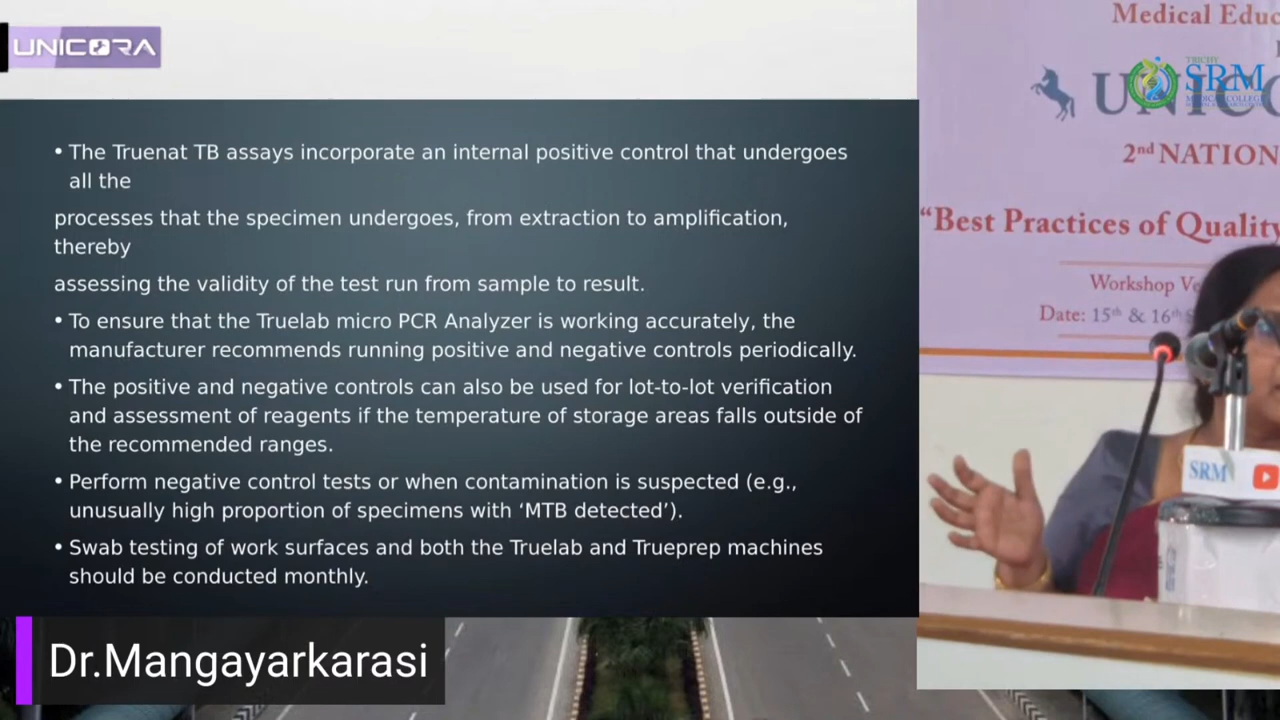 UNICORA
• The Truenat TB assays incorporate an internal positive control that undergoes
all the
processes that the specimen undergoes, from extraction to amplification,
thereby
assessing the validity of the test run from sample to result.
• To ensure that the Truelab micro PCR Analyzer is working accurately, the
manufacturer recommends running positive and negative controls periodically.
• The positive and negative controls can also be used for lot-to-lot verification
and assessment of reagents if the temperature of storage areas falls outside of
the recommended ranges.
• Perform negative control tests or when contamination is suspected (e.g.,
unusually high proportion of specimens with ‘MTB detected’).
• Swab testing of work surfaces and both the Truelab and Trueprep machines
should be conducted monthly.
Dr.Mangayarkarasi
Medical Educ
UNICO
TRICHY
SRM
MEDICAL COLLEGE
2nd NATION
“Best Practices of Quality
Workshop Ve
Date: 15th & 16th S
SRM